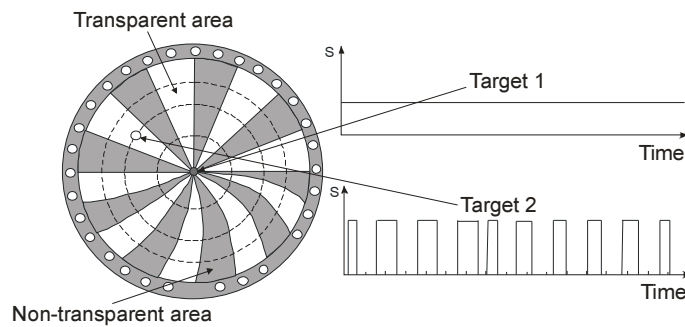 Transparent area
S
Target 1
Time
S
Target 2
Time
Non-transparent area